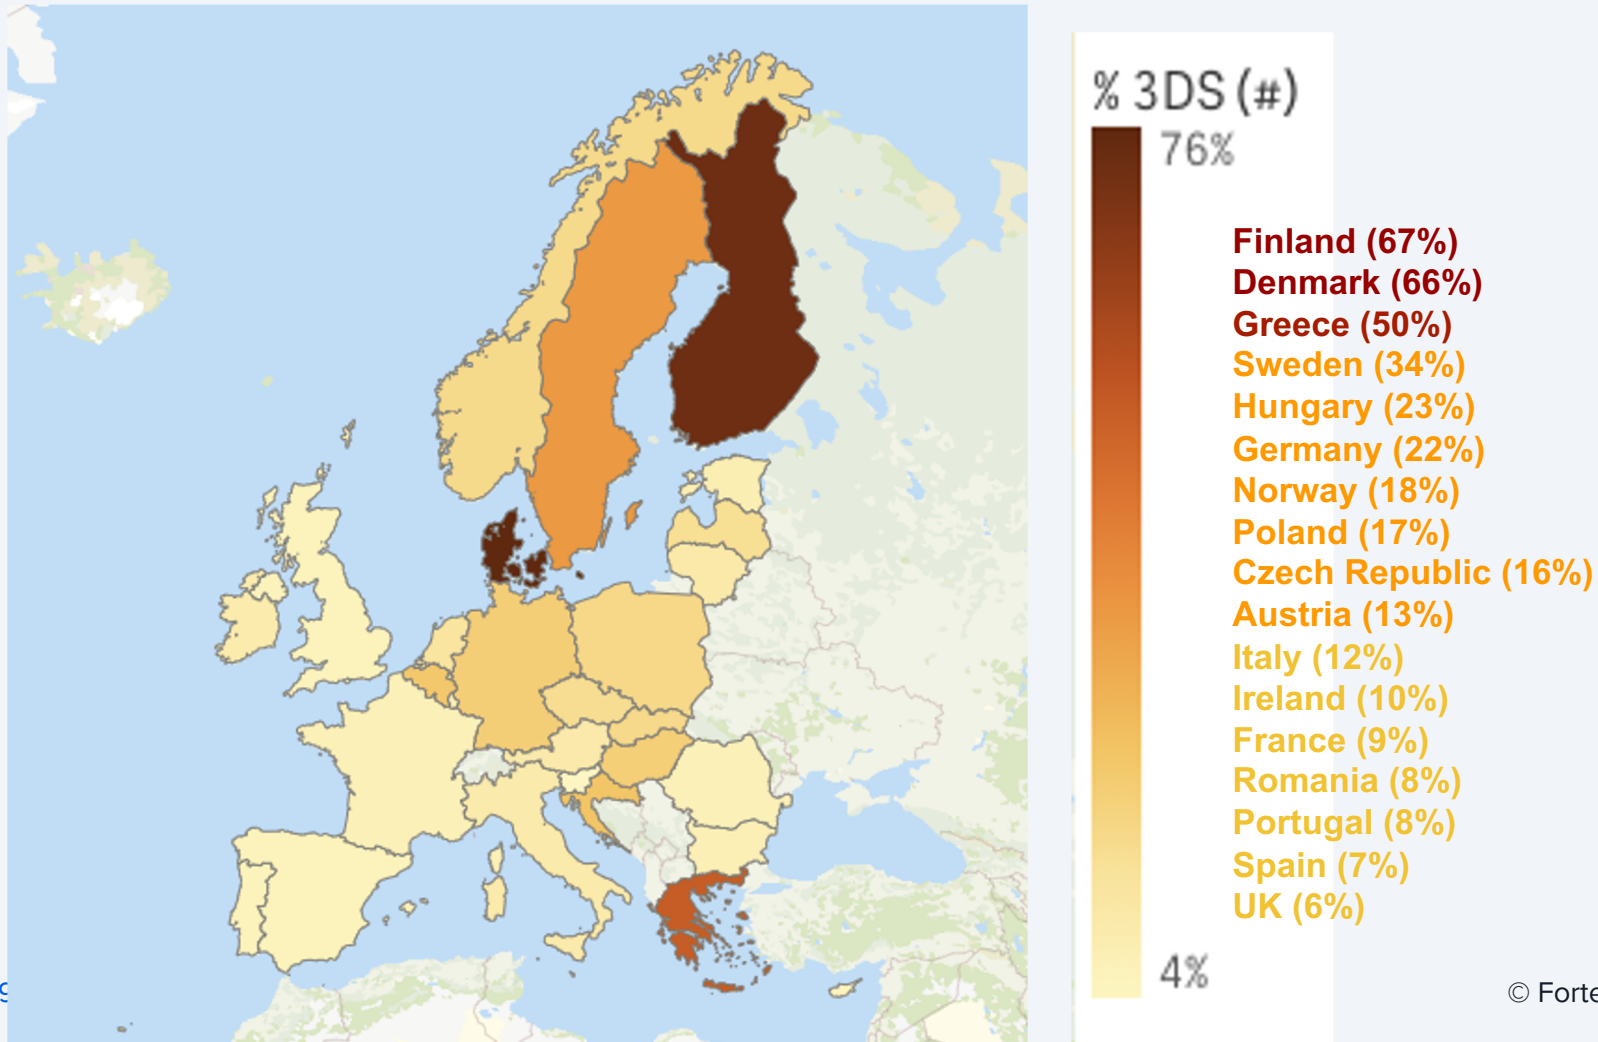 % 3DS (#)
76%
Finland (67%)
Denmark (66%)
Greece (50%)
Sweden (34%)
Hungary (23%)
Germany (22%)
Norway (18%)
Poland (17%)
Czech Republic (16%)
Austria (13%)
Italy (12%)
Ireland (10%)
France (9%)
Romania (8%)
Portugal (8%)
Spain (7%)
UK (6%)
4%
© Forte